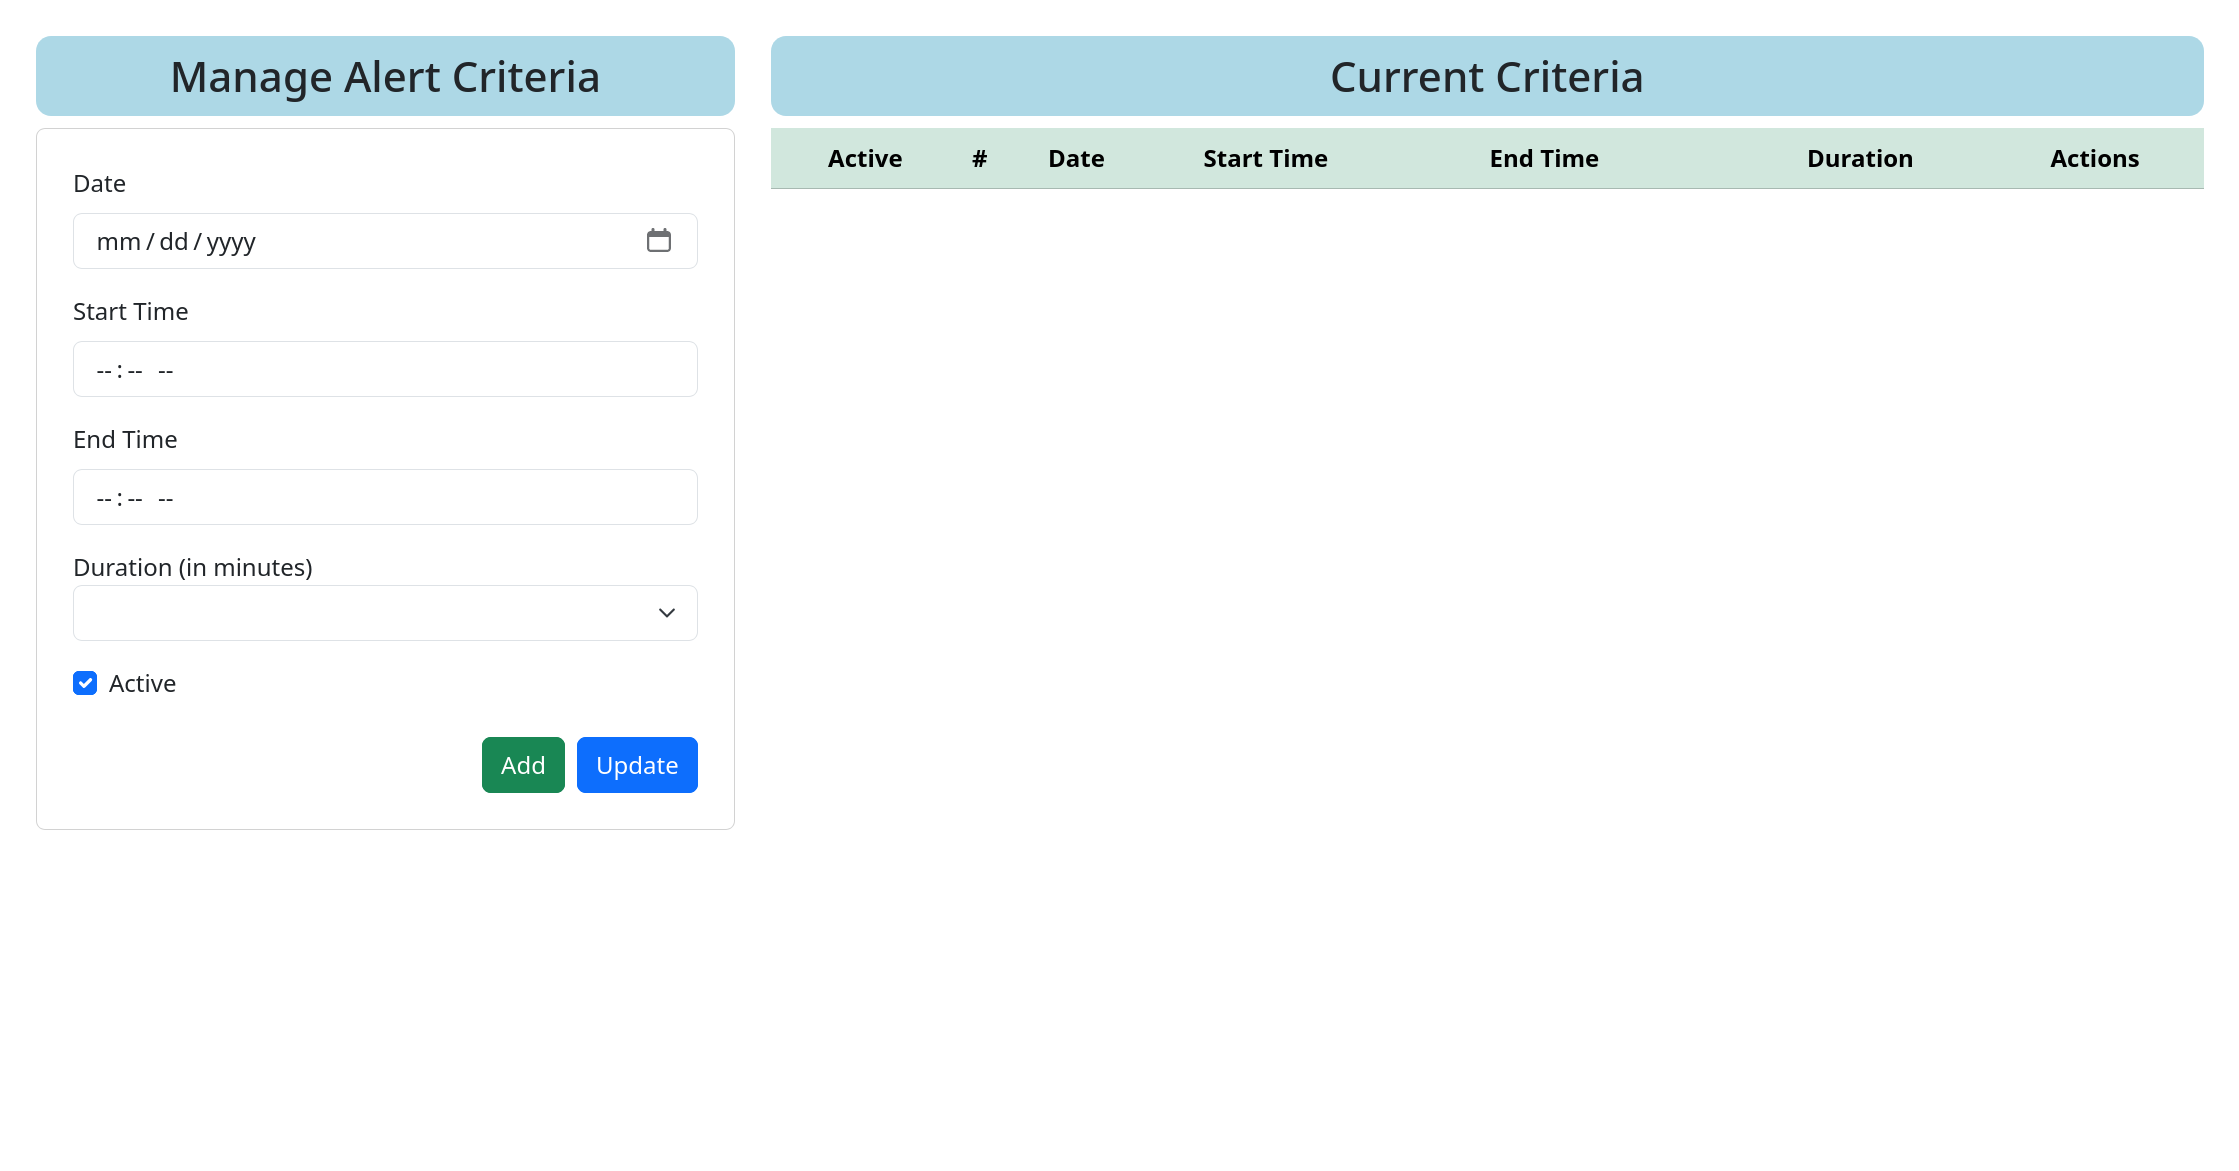 Manage Alert Criteria
Date
mm/dd/yyyy
Start Time
--:-- --
End Time
--:-- --
Duration (in minutes)
Active
Add Update
Current Criteria
Active # Date Start Time End Time Duration Actions